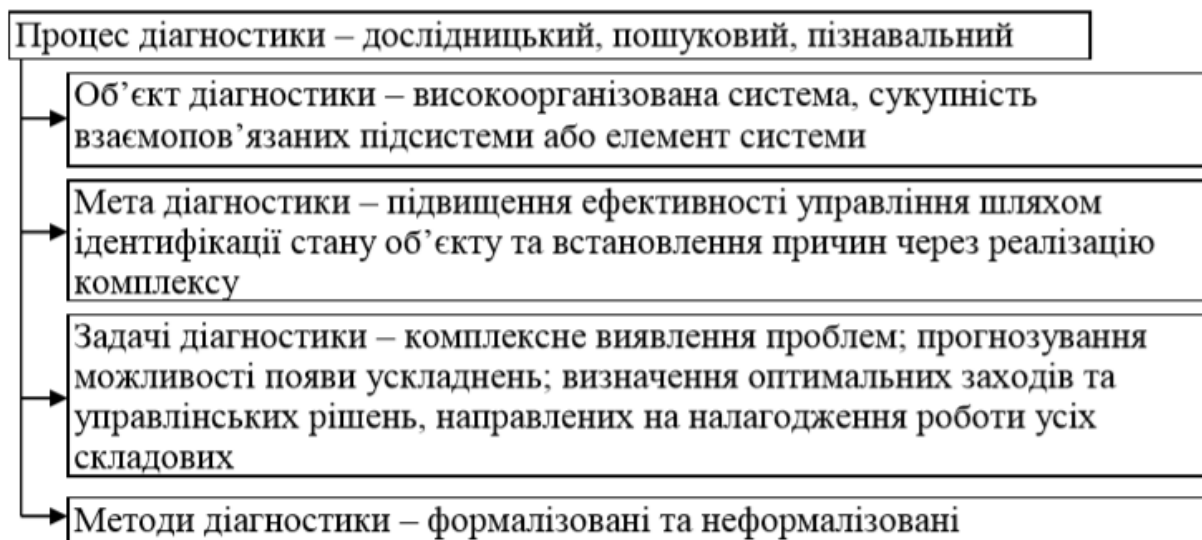 Процес діагностики – дослідницький, пошуковий, пізнавальний
Об’єкт діагностики – високоорганізована система, сукупність
взаємопов’язаних підсистеми або елемент системи
Мета діагностики – підвищення ефективності управління шляхом
ідентифікації стану об’єкту та встановлення причин через реалізацію
комплексу
Задачі діагностики – комплексне виявлення проблем; прогнозування
можливості появи ускладнень; визначення оптимальних заходів та
управлінських рішень, направлених на налагодження роботи усіх
складових
Методи діагностики – формалізовані та неформалізовані